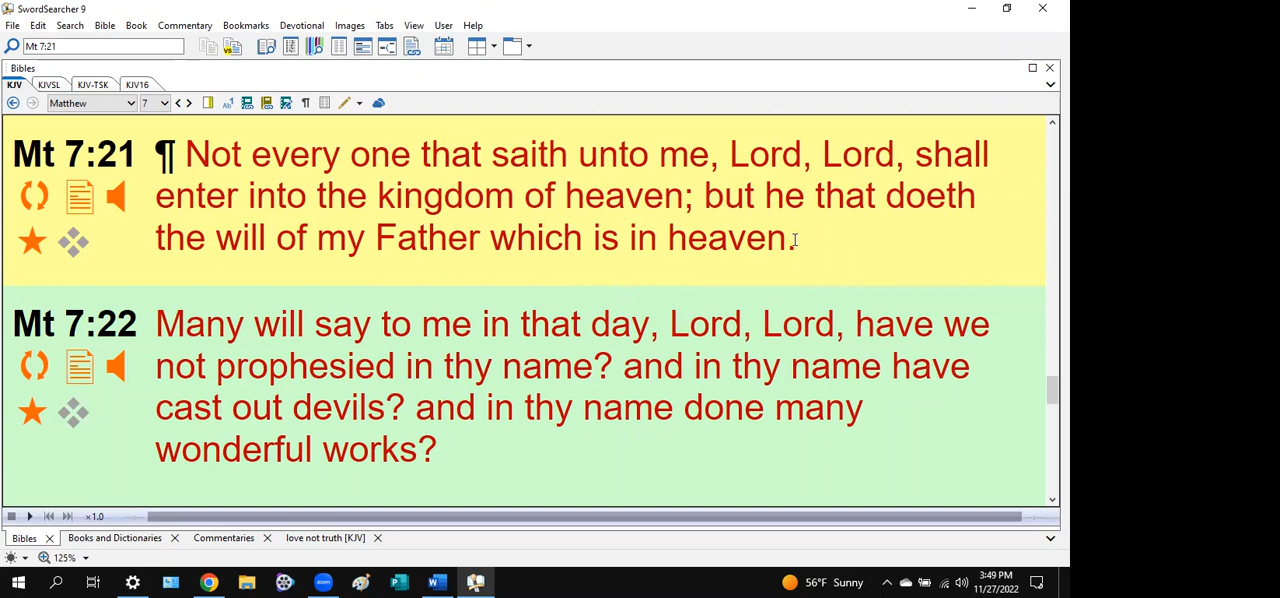 SwordSearcher 9
File Edit Search Bible Book Commentary Bookmarks Devotional Images Tabs View User Help
Mt 7:21
Bibles
KJV KJVSL KJV-TSK KJV16
Matthew 7
Mt 7:21 ¶ Not every one that saith unto me, Lord, Lord, shall
enter into the kingdom of heaven; but he that doeth
the will of my Father which is in heaven.
Mt 7:22 Many will say to me in that day, Lord, Lord, have we
not prophesied in thy name? and in thy name have
cast out devils? and in thy name done many
wonderful works?
×1.0
Bibles Books and Dictionaries Commentaries love not truth [KJV]
125%
56°F Sunny 3:49 PM
11/27/2022